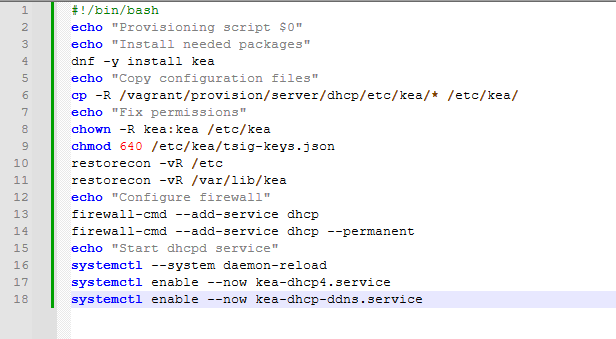 1 #!/bin/bash
2 echo "Provisioning script $0"
3 echo "Install needed packages"
4 dnf -y install kea
5 echo "Copy configuration files"
6 cp -R /vagrant/provision/server/dhcp/etc/kea/* /etc/kea/
7 echo "Fix permissions"
8 chown -R kea:kea /etc/kea
9 chmod 640 /etc/kea/tsig-keys.json
10 restorecon -vR /etc
11 restorecon -vR /var/lib/kea
12 echo "Configure firewall"
13 firewall-cmd --add-service dhcp
14 firewall-cmd --add-service dhcp --permanent
15 echo "Start dhcpd service"
16 systemctl --system daemon-reload
17 systemctl enable --now kea-dhcp4.service
18 systemctl enable --now kea-dhcp-ddns.service